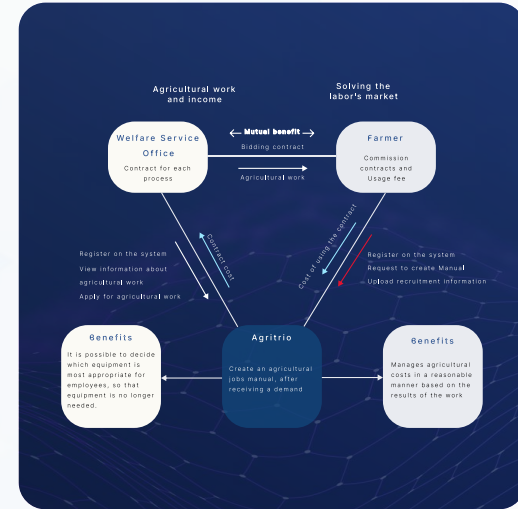 Agricultural work
and income
Solving the
labor's market
Welfare Service
Office
Contract for each
process
Mutual benefit
Bidding contract
Agricultural work
Farmer
Commission
contracts and
Usage fee
Contract cost
Cost of using the contract
Register on the system
View information about
agricultural work
Apply for agricultural work
Register on the system
Request to create Manual
Upload recruitment information
Benefits
It is possible to decide
which equipment is
most appropriate for
employees, so that
equipment is no longer
needed.
Agritrio
Create an agricultural
jobs manual, after
receiving a demand
Benefits
Manages agricultural
costs in a reasonable
manner based on the
results of the work